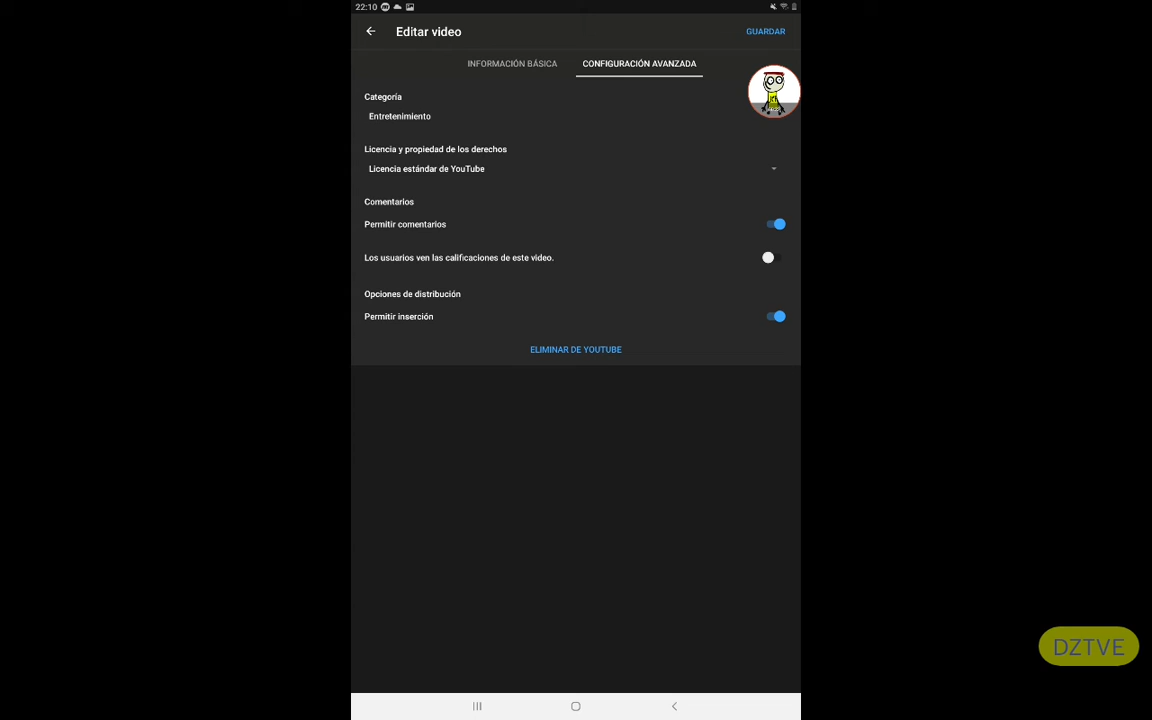 22:10
Editar video
GUARDAR
INFORMACIÓN BÁSICA
CONFIGURACIÓN AVANZADA
Categoría
Entretenimiento
Licencia y propiedad de los derechos
Licencia estándar de YouTube
Comentarios
Permitir comentarios
Los usuarios ven las calificaciones de este video.
Opciones de distribución
Permitir inserción
ELIMINAR DE YOUTUBE
DZTVE